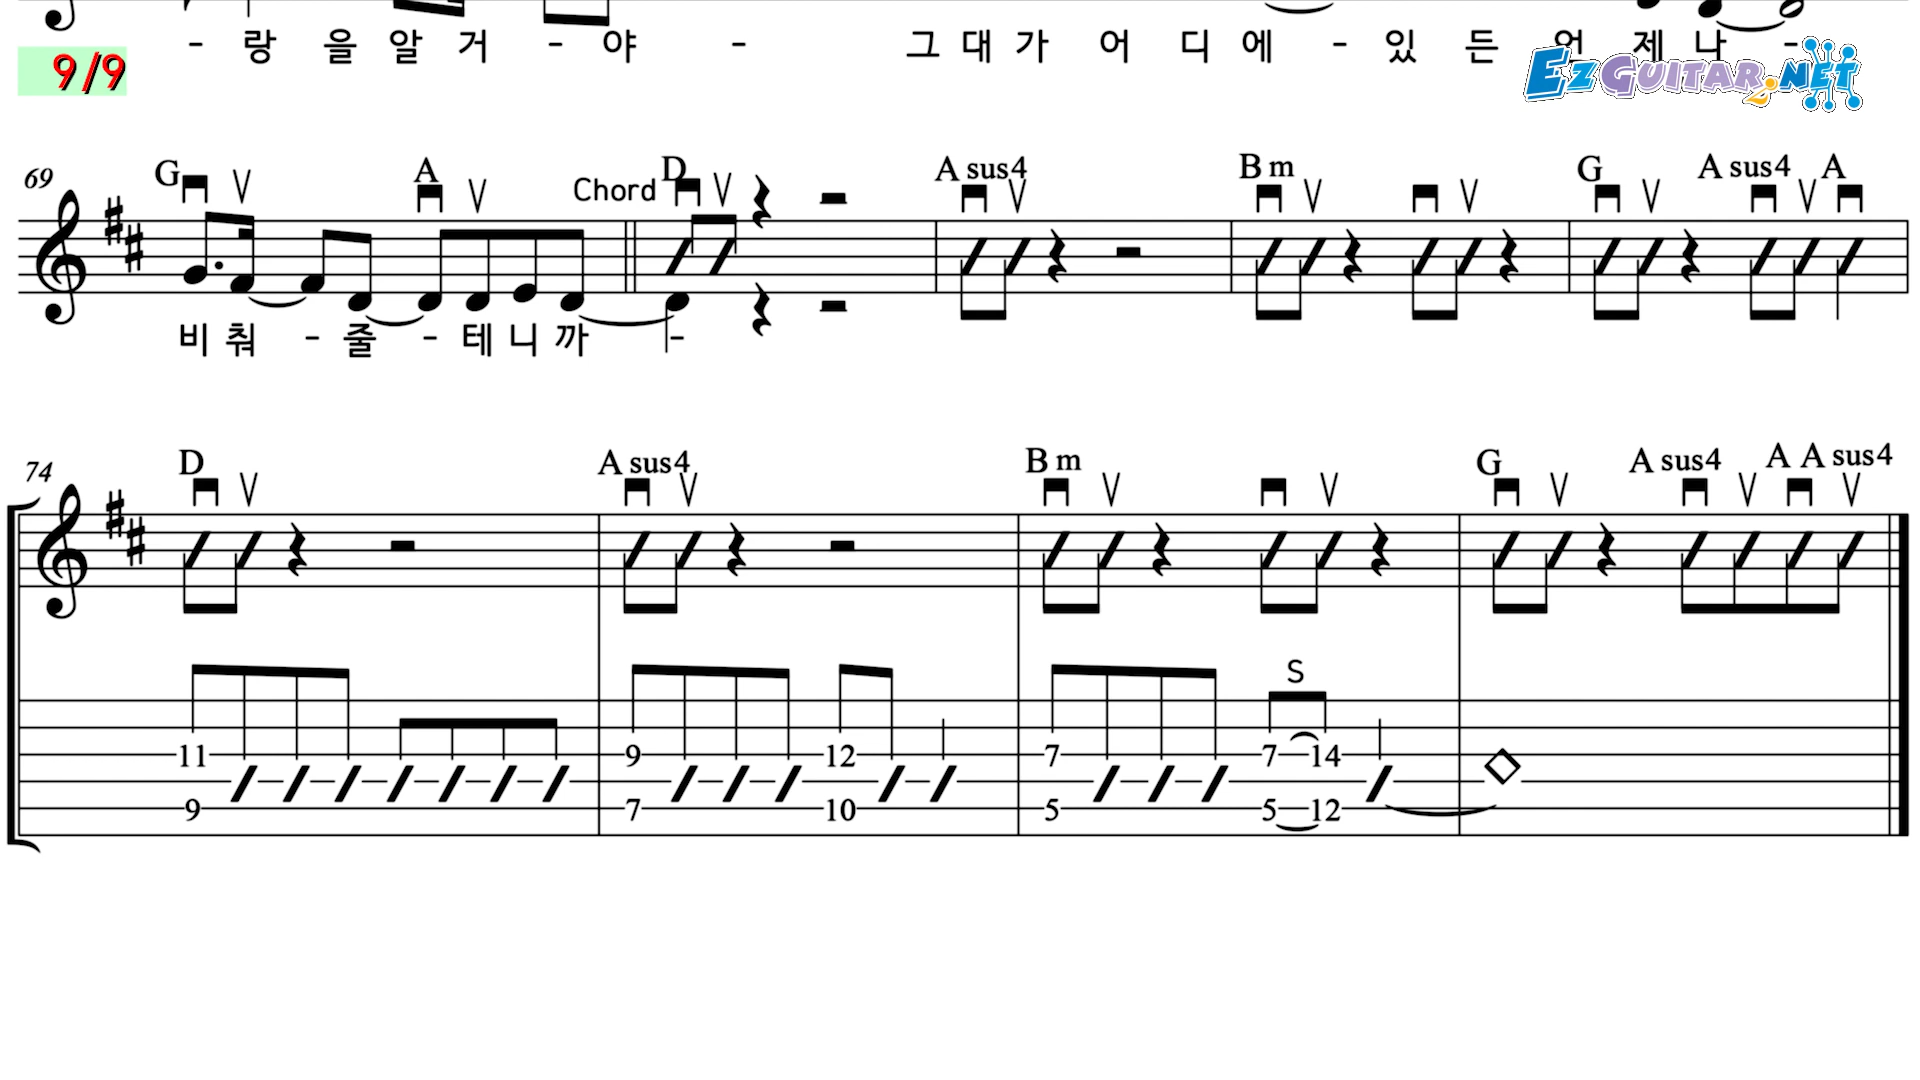 - 랑 을 알 거 - 야 - 그 대 가 어 디 에 - 있 든 언 제 나 -
9/9
EzGuitar2.NET
69 G A Chord D A sus4 B m G A sus4 A
비 춰 - 줄 - 테 니 까 -
74 D A sus4 B m G A sus4 A A sus4
S
11 9 12 7 7 14
9 7 10 5 5 12